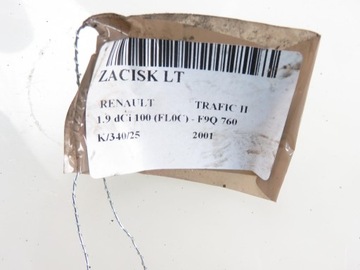 ZACISK LT
RENAULT TRAFIC II
1.9 dCi 100 (FL0C) - F9Q 760
K/340/25 2001